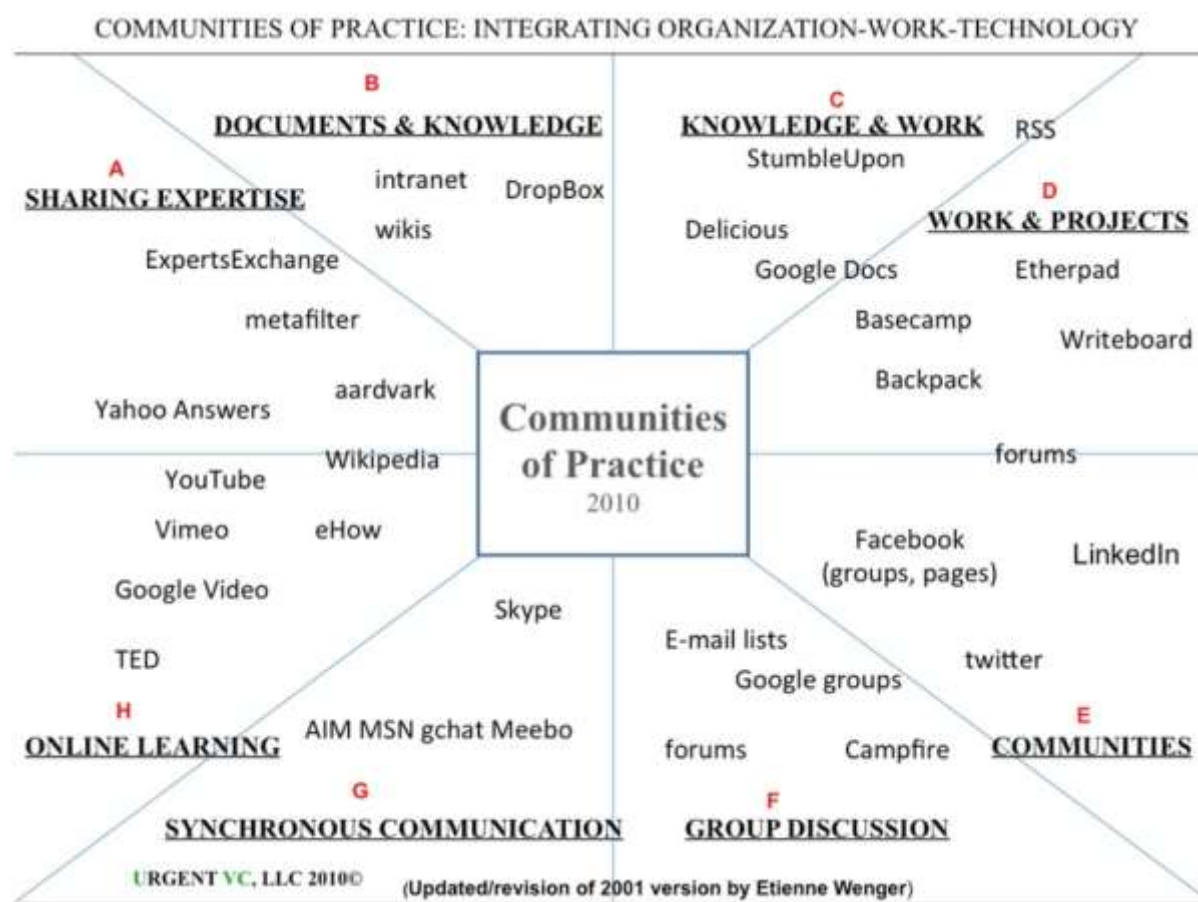 COMMUNITIES OF PRACTICE: INTEGRATING ORGANIZATION-WORK-TECHNOLOGY
A
SHARING EXPERTISE
ExpertsExchange
metafilter
aardvark
Yahoo Answers
B
DOCUMENTS & KNOWLEDGE
intranet
DropBox
wikis
C
KNOWLEDGE & WORK
StumbleUpon
Delicious
Google Docs
RSS
D
WORK & PROJECTS
Etherpad
Basecamp
Writeboard
Backpack
forums
Communities
of Practice
2010
Wikipedia
YouTube
Vimeo
eHow
Google Video
TED
H
ONLINE LEARNING
Skype
AIM MSN gchat Meebo
G
SYNCHRONOUS COMMUNICATION
E-mail lists
Google groups
forums
Campfire
F
GROUP DISCUSSION
Facebook
(groups, pages)
LinkedIn
twitter
E
COMMUNITIES
URGENT VC, LLC 2010©
(Updated/revision of 2001 version by Etienne Wenger)